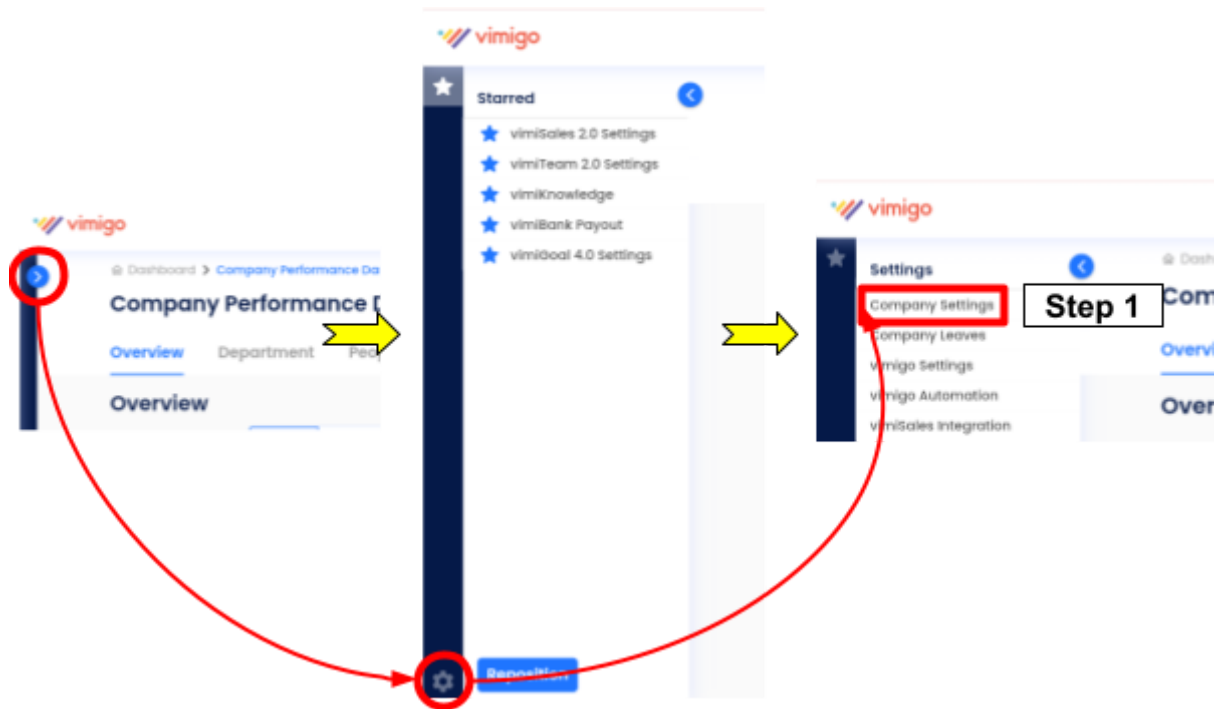 vimigo
Dashboard > Company Performance Da
Company Performance
Overview Department Peop
Overview
vimigo
Starred
vimiSales 2.0 Settings
vimiTeam 2.0 Settings
vimiKnowledge
vimiBank Payout
vimiGoal 4.0 Settings
Reposition
vimigo
Settings
Company Settings
Company Leaves
vimigo Settings
vimigo Automation
vimiSales Integration
Step 1
Dash
Com
Overvi
Over